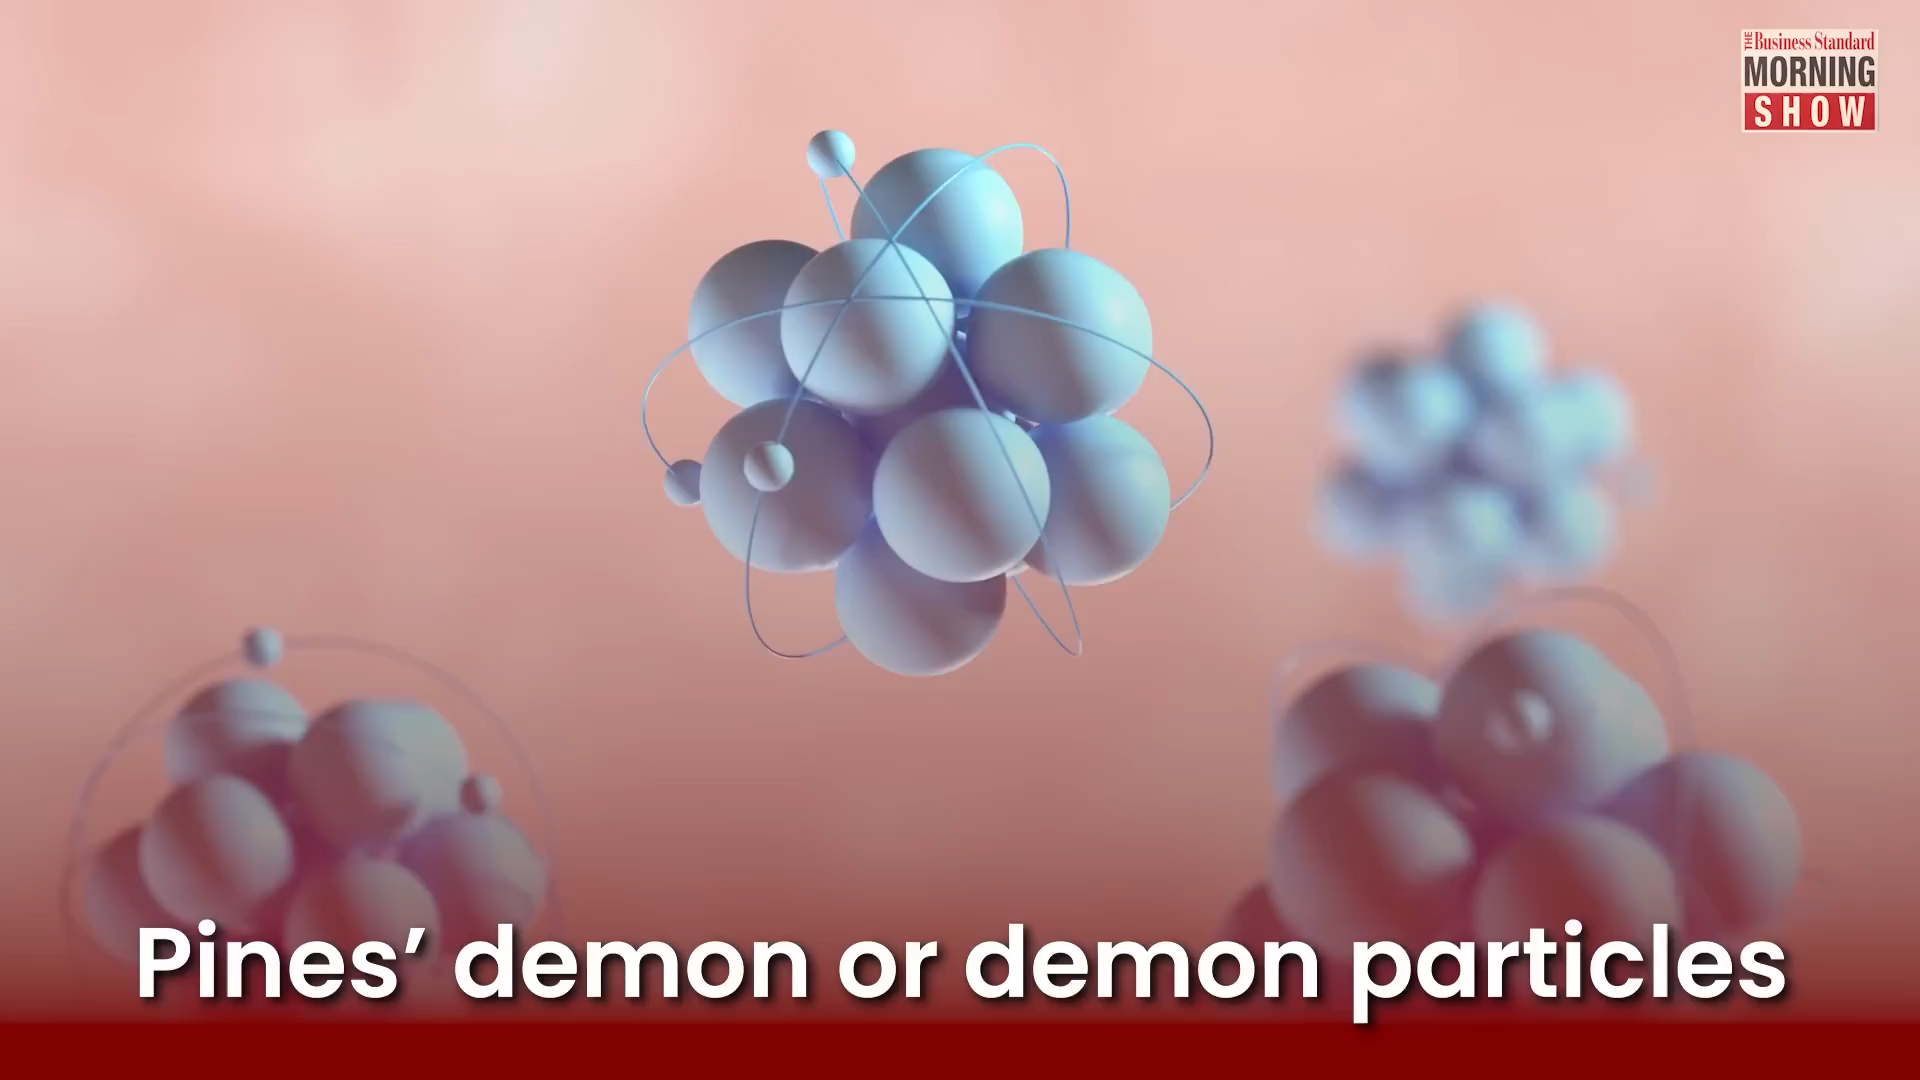 THE Business Standard
MORNING
SHOW
Pines’ demon or demon particles